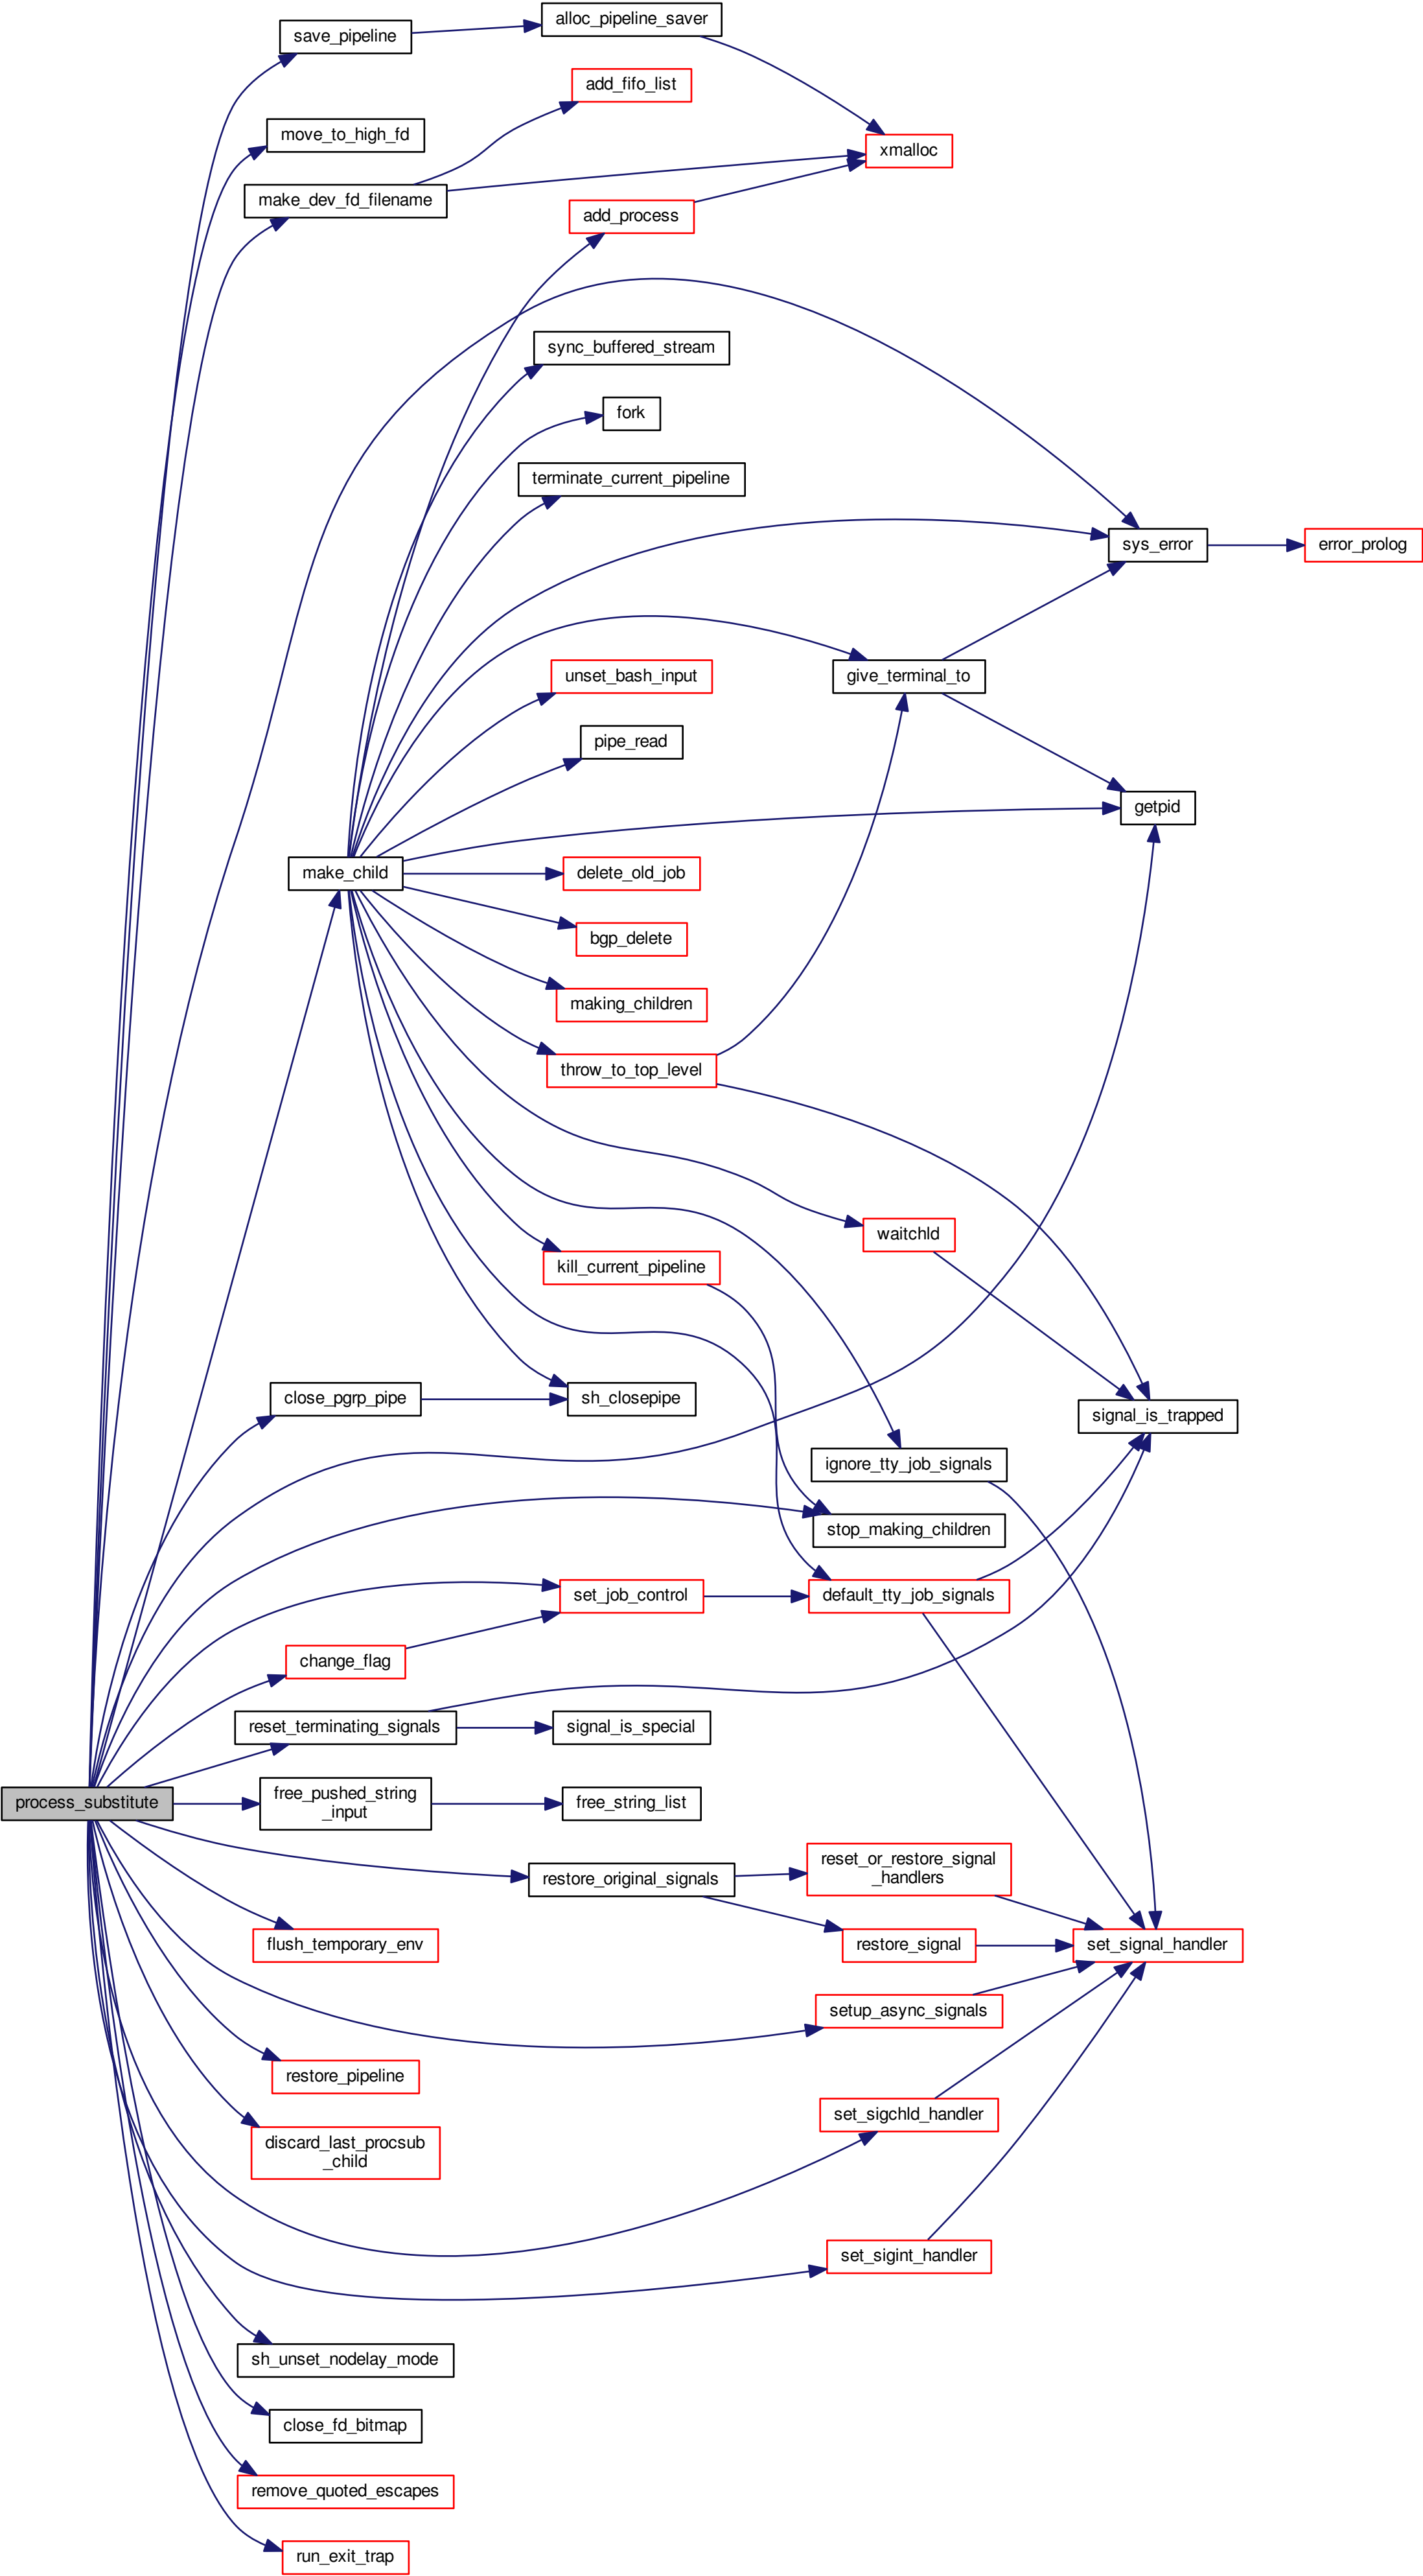 alloc_pipeline_saver
save_pipeline
add_fifo_list
move_to_high_fd
xmalloc
make_dev_fd_filename
add_process
sync_buffered_stream
fork
terminate_current_pipeline
sys_error
error_prolog
unset_bash_input
give_terminal_to
pipe_read
getpid
make_child
delete_old_job
bgp_delete
making_children
throw_to_top_level
waitchld
kill_current_pipeline
close_pgrp_pipe
sh_closepipe
signal_is_trapped
ignore_tty_job_signals
stop_making_children
set_job_control
default_tty_job_signals
change_flag
reset_terminating_signals
signal_is_special
process_substitute
free_pushed_string
_input
free_string_list
restore_original_signals
reset_or_restore_signal
_handlers
flush_temporary_env
restore_signal
set_signal_handler
setup_async_signals
restore_pipeline
set_sigchld_handler
discard_last_procsub
_child
set_sigint_handler
sh_unset_nodelay_mode
close_fd_bitmap
remove_quoted_escapes
run_exit_trap